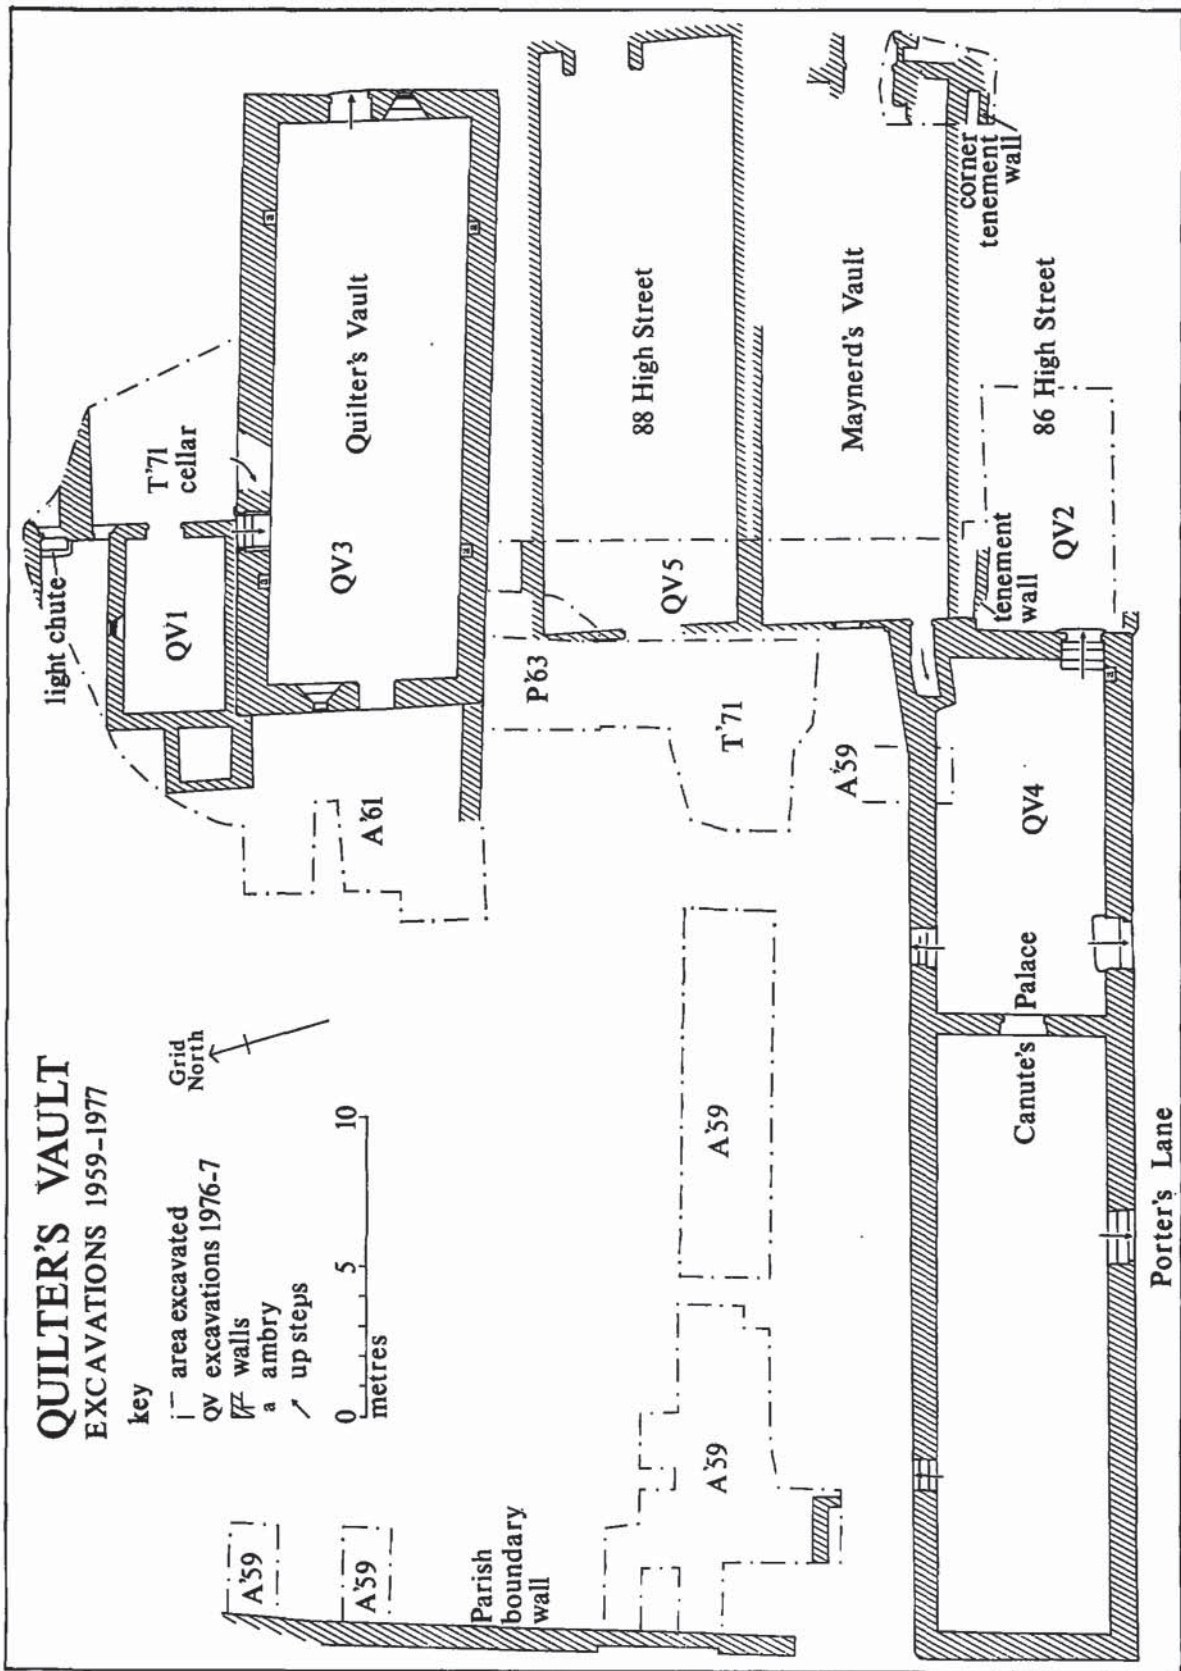 QUILTER'S VAULT
EXCAVATIONS 1959-1977
key
area excavated
QV excavations 1976-7
walls
a ambry
up steps
0 5 10
metres
Grid
North
light chute
QV1
T'71
cellar
a
a
a
a
QV3
Quilter's Vault
A'61
P'63
T'71
QV5
88 High Street
Maynerd's Vault
corner
tenement
wall
86 High Street
QV2
tenement
wall
A'59
a
QV4
Canute's Palace
A'59
A'59
A'59
A'59
Parish
boundary
wall
Porter's Lane